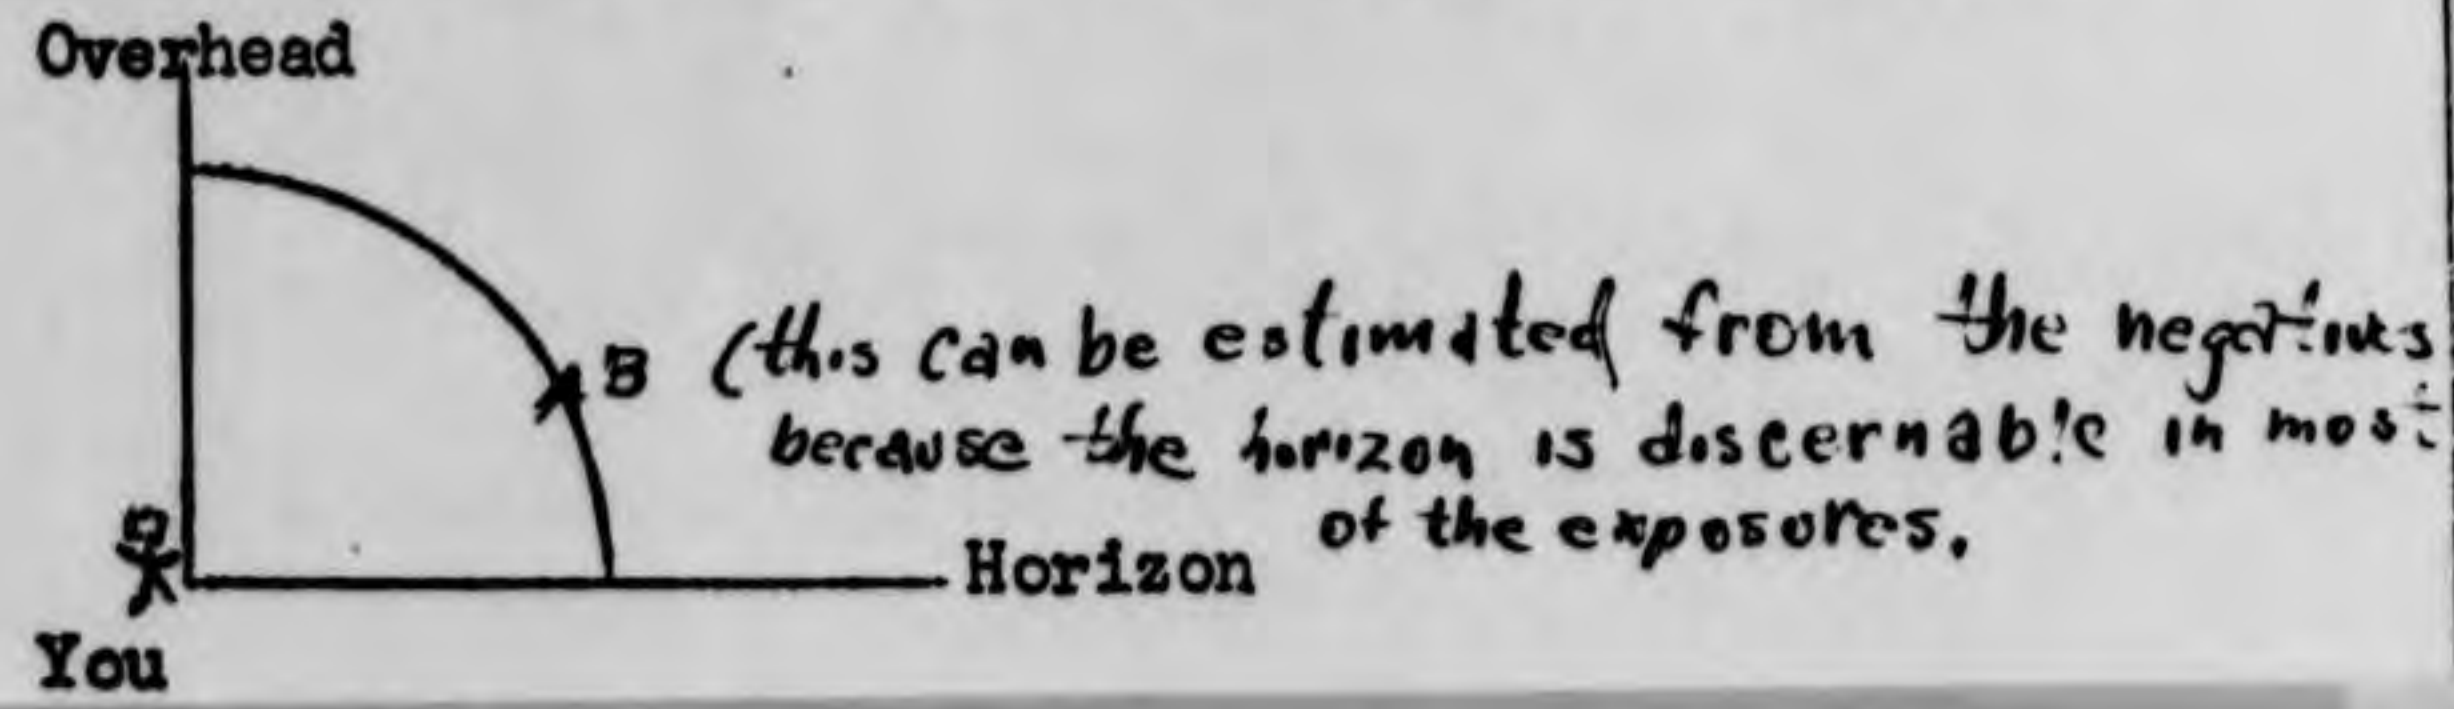 Overhead
B (this can be estimated from the negatives
because the horizon is discernable in most
of the exposures.
Horizon
You